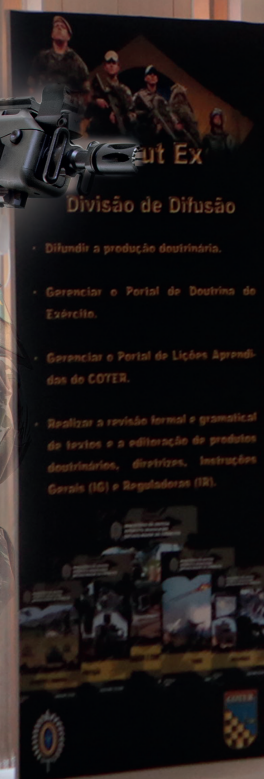 ut Ex
Divisão de Difusão
• Difundir a produção doutrinária.
• Gerenciar o Portal de Doutrina do
Exército.
• Gerenciar o Portal de Lições Aprendi-
das do COTER.
• Realizar a revisão formal e gramatical
de textos e a editoração de produtos
doutrinários, diretrizes, Instruções
Gerais (IG) e Reguladoras (IR).
COTER